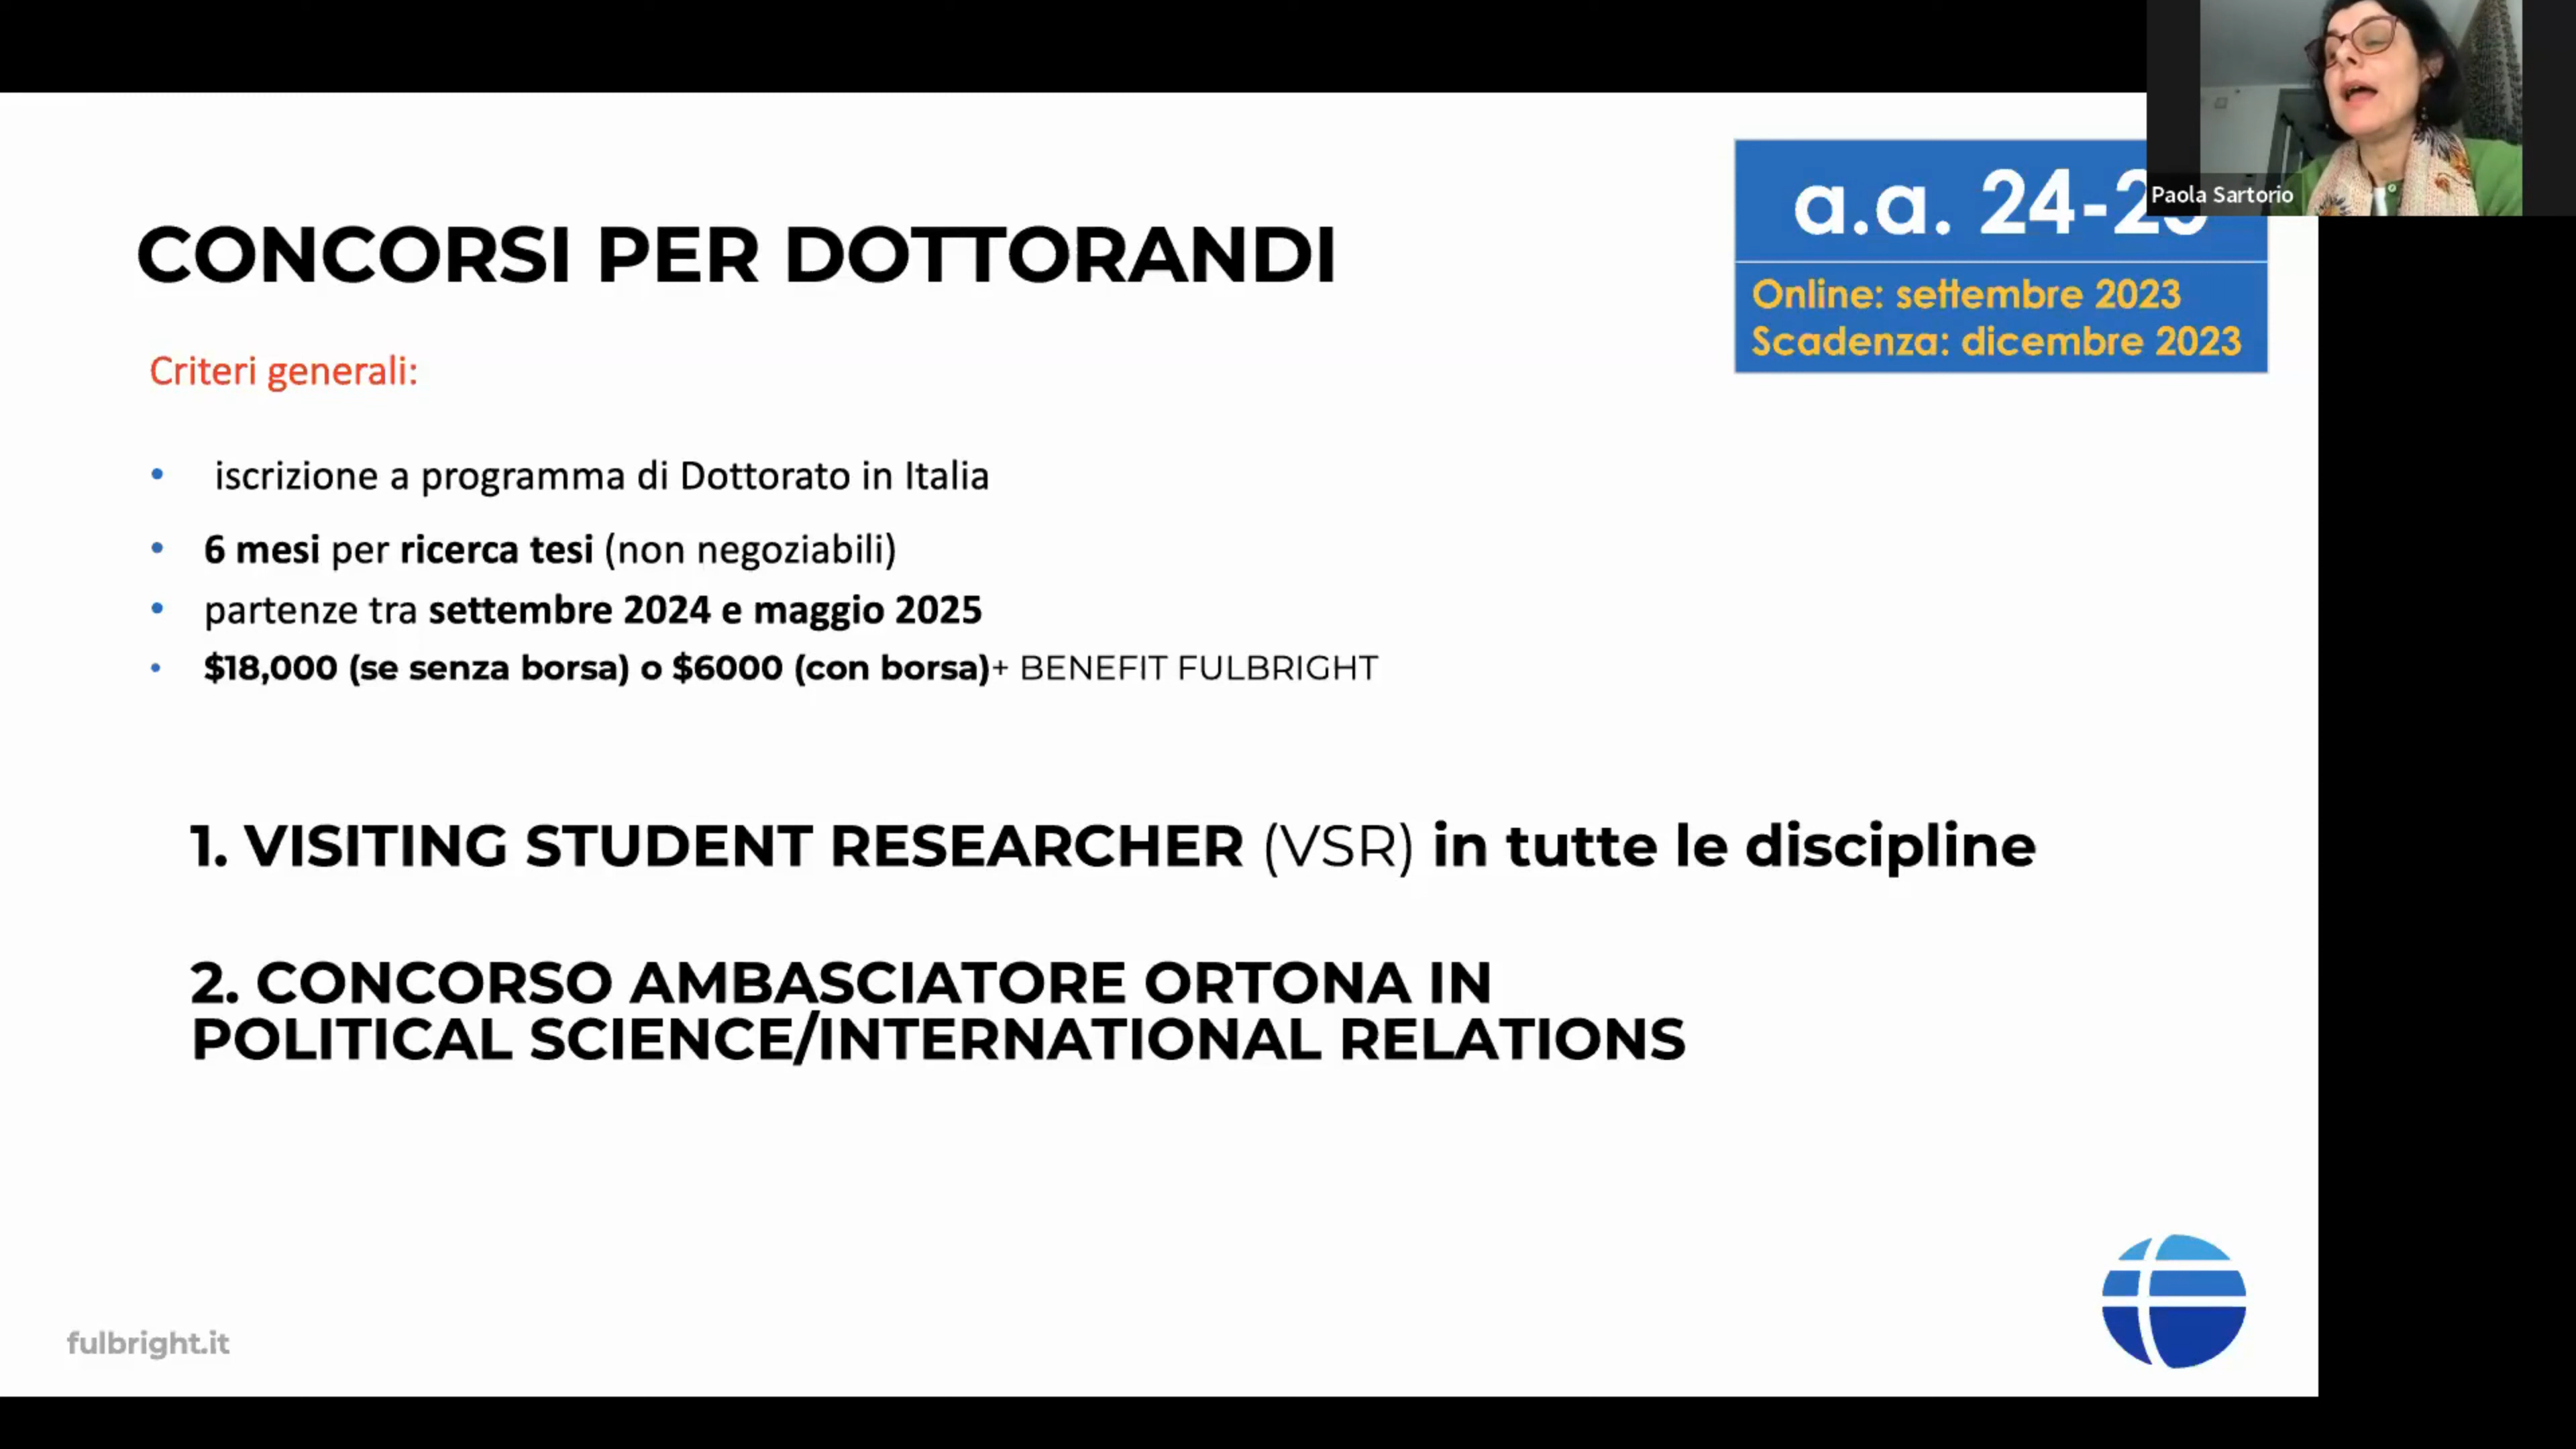 a.a. 24-25
Paola Sartorio
CONCORSI PER DOTTORANDI
Online: settembre 2023
Scadenza: dicembre 2023
Criteri generali:
• iscrizione a programma di Dottorato in Italia
• 6 mesi per ricerca tesi (non negoziabili)
• partenze tra settembre 2024 e maggio 2025
• $18,000 (se senza borsa) o $6000 (con borsa)+ BENEFIT FULBRIGHT
1. VISITING STUDENT RESEARCHER (VSR) in tutte le discipline
2. CONCORSO AMBASCIATORE ORTONA IN
POLITICAL SCIENCE/INTERNATIONAL RELATIONS
fulbright.it